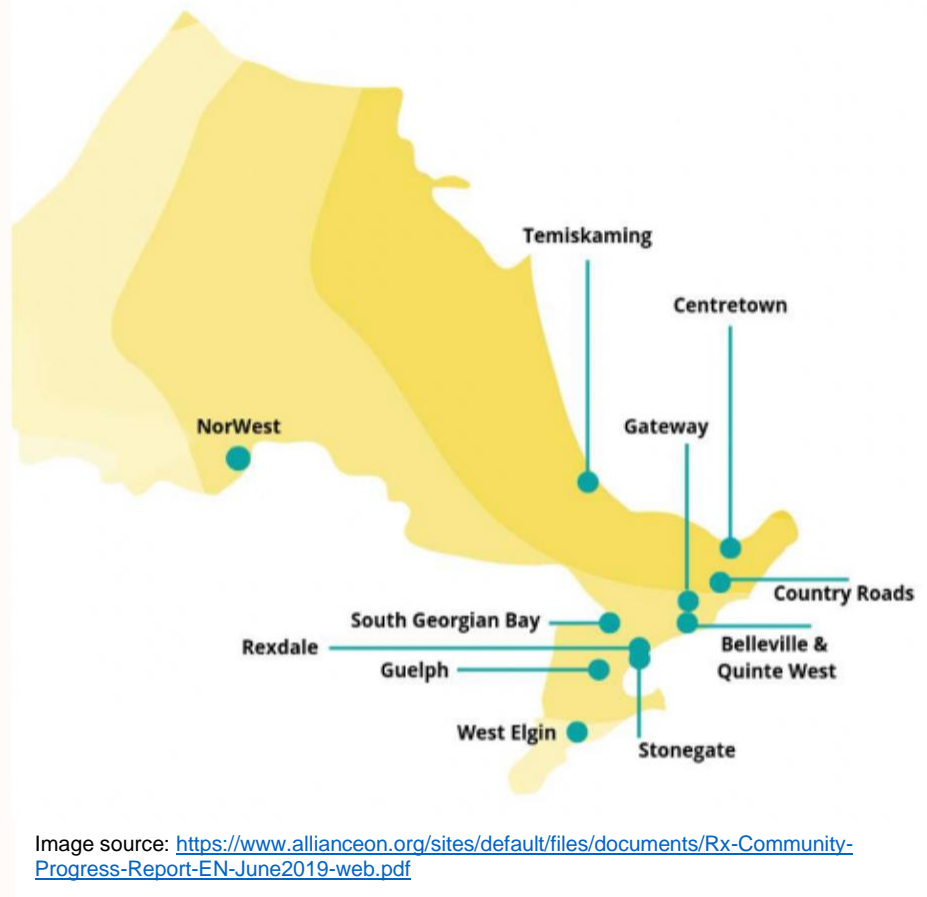 Temiskaming
Centretown
NorWest
Gateway
Country Roads
South Georgian Bay
Rexdale
Belleville &
Quinte West
Guelph
West Elgin
Stonegate
Image source: https://www.allianceon.org/sites/default/files/documents/Rx-Community-
Progress-Report-EN-June2019-web.pdf